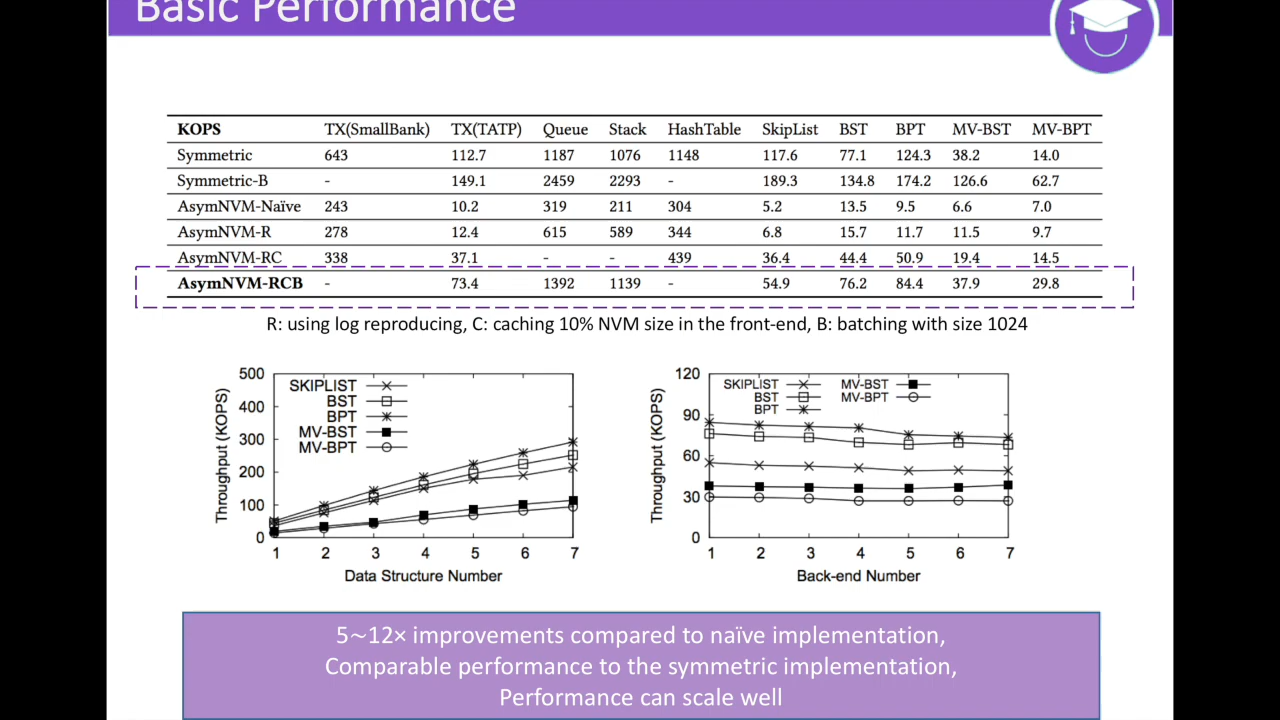 Basic Performance
KOPS TX(SmallBank) TX(TATP) Queue Stack HashTable SkipList BST BPT MV-BST MV-BPT
Symmetric 643 112.7 1187 1076 1148 117.6 77.1 124.3 38.2 14.0
Symmetric-B - 149.1 2459 2293 - 189.3 134.8 174.2 126.6 62.7
AsymNVM-Naïve 243 10.2 319 211 304 5.2 13.5 9.5 6.6 7.0
AsymNVM-R 278 12.4 615 589 344 6.8 15.7 11.7 11.5 9.7
AsymNVM-RC 338 37.1 - - 439 36.4 44.4 50.9 19.4 14.5
AsymNVM-RCB - 73.4 1392 1139 - 54.9 76.2 84.4 37.9 29.8
R: using log reproducing, C: caching 10% NVM size in the front-end, B: batching with size 1024
Throughput (KOPS)
500
400
300
200
100
0
SKIPLIST
BST
BPT
MV-BST
MV-BPT
1 2 3 4 5 6 7
Data Structure Number
Throughput (KOPS)
120
90
60
30
0
SKIPLIST MV-BST
BST MV-BPT
BPT
1 2 3 4 5 6 7
Back-end Number
5~12× improvements compared to naïve implementation,
Comparable performance to the symmetric implementation,
Performance can scale well